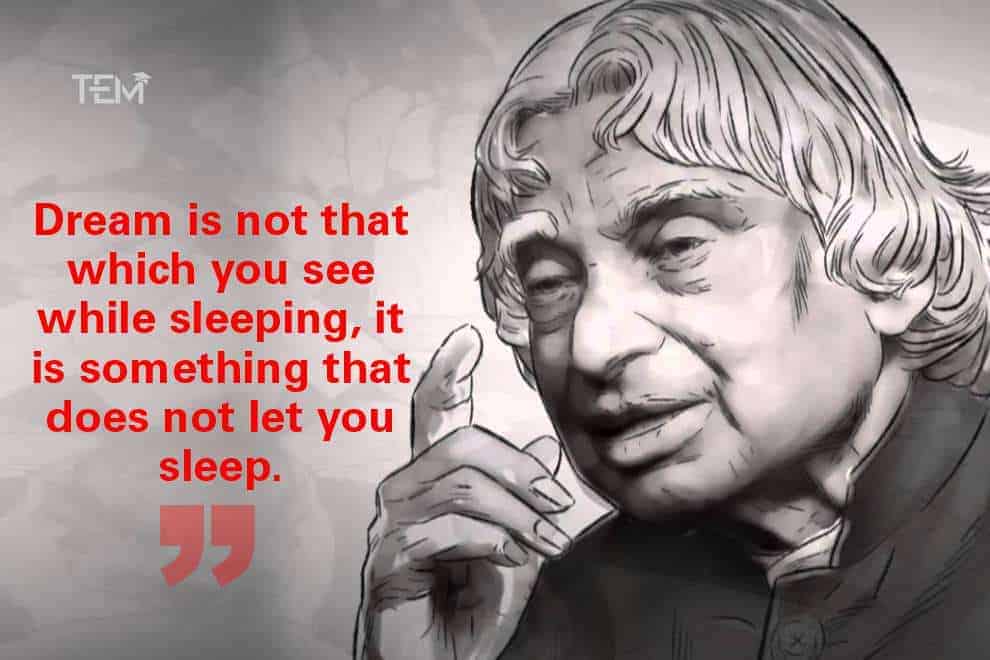 TEM
Dream is not that
which you see
while sleeping, it
is something that
does not let you
sleep.
”